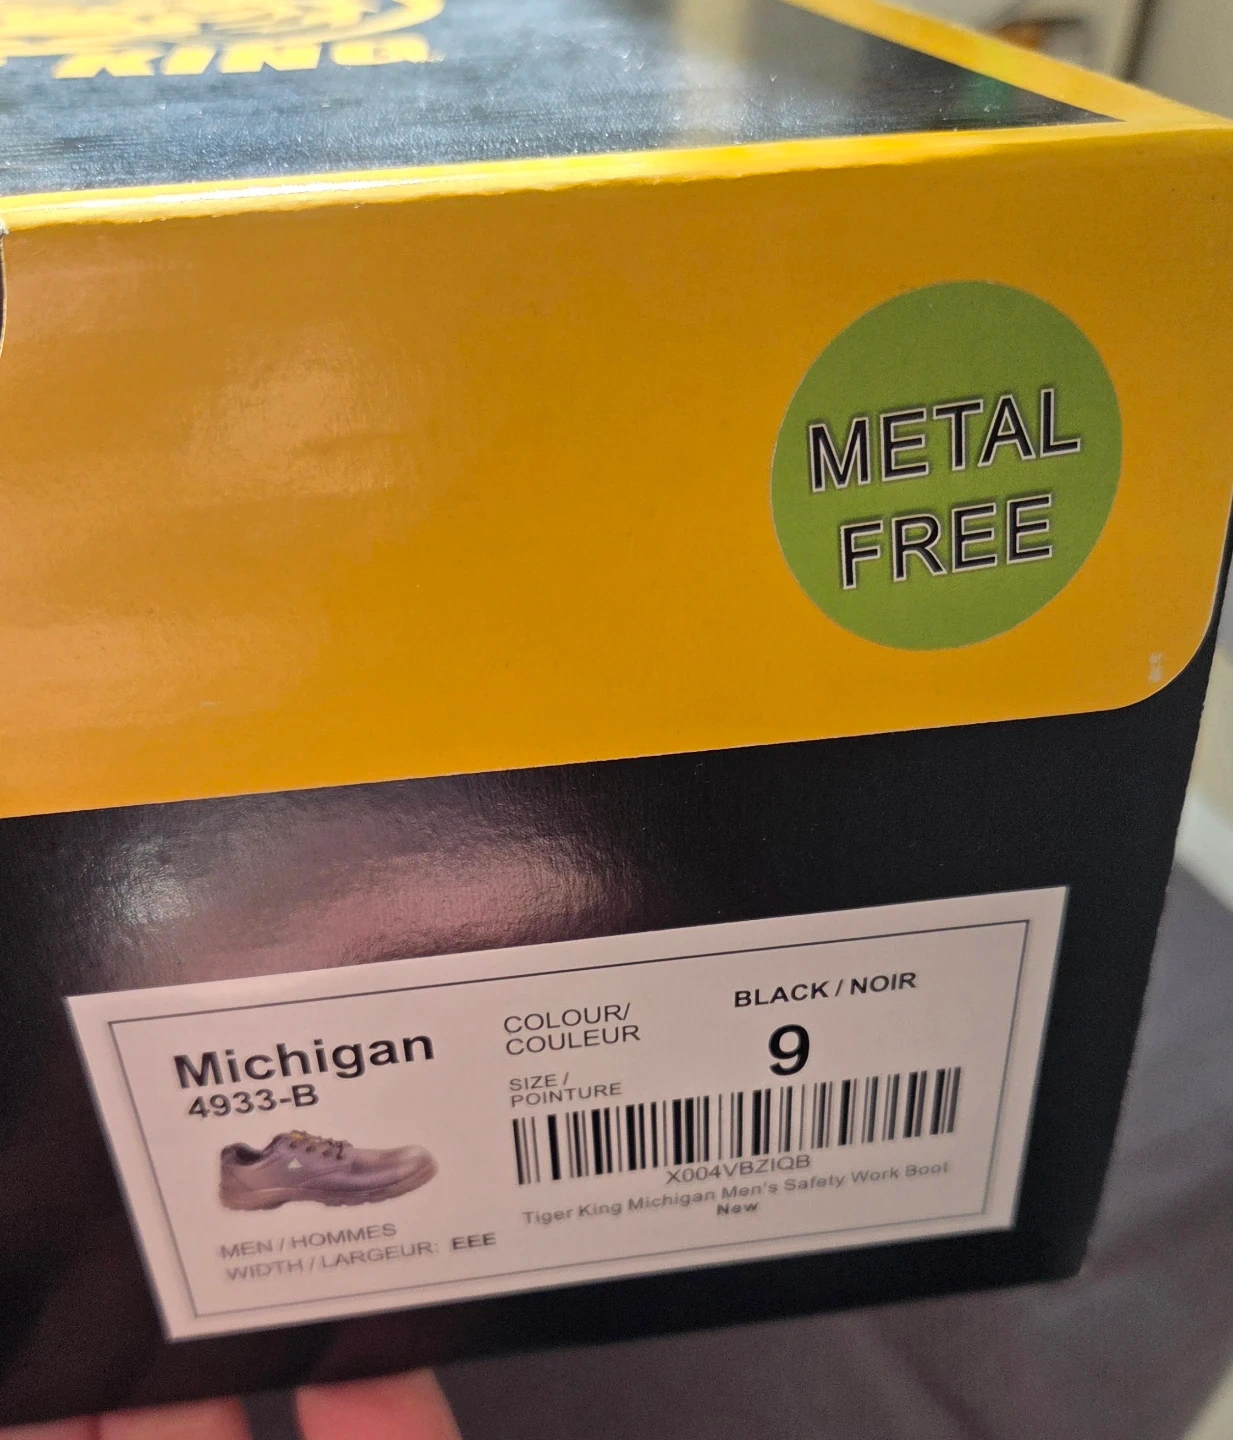 KING
METAL
FREE
Michigan
4933-B
COLOUR/
COULEUR
BLACK / NOIR
SIZE /
POINTURE
9
X004VBZIQB
Tiger King Michigan Men's Safety Work Boot
New
MEN / HOMMES
WIDTH / LARGEUR: EEE